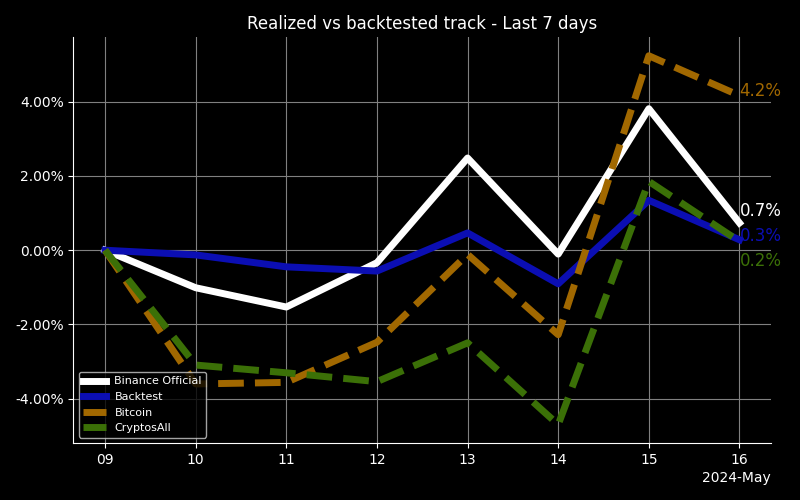 Realized vs backtested track - Last 7 days
4.00%
2.00%
0.00%
-2.00%
-4.00%
4.2%
0.7%
0.3%
0.2%
Binance Official
Backtest
Bitcoin
CryptosAll
09 10 11 12 13 14 15 16
2024-May